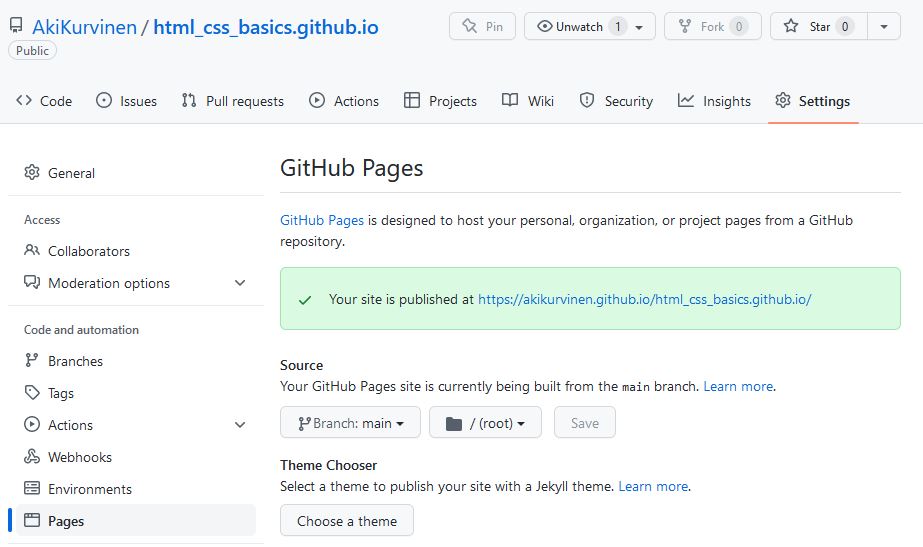 AkiKurvinen / html_css_basics.github.io
Pin
Unwatch 1
Fork 0
Star 0
Public
Code
Issues
Pull requests
Actions
Projects
Wiki
Security
Insights
Settings
General
Access
Collaborators
Moderation options
Code and automation
Branches
Tags
Actions
Webhooks
Environments
Pages
GitHub Pages
GitHub Pages is designed to host your personal, organization, or project pages from a GitHub
repository.
Your site is published at https://akikurvinen.github.io/html_css_basics.github.io/
Source
Your GitHub Pages site is currently being built from the main branch. Learn more.
Branch: main
/ (root)
Save
Theme Chooser
Select a theme to publish your site with a Jekyll theme. Learn more.
Choose a theme